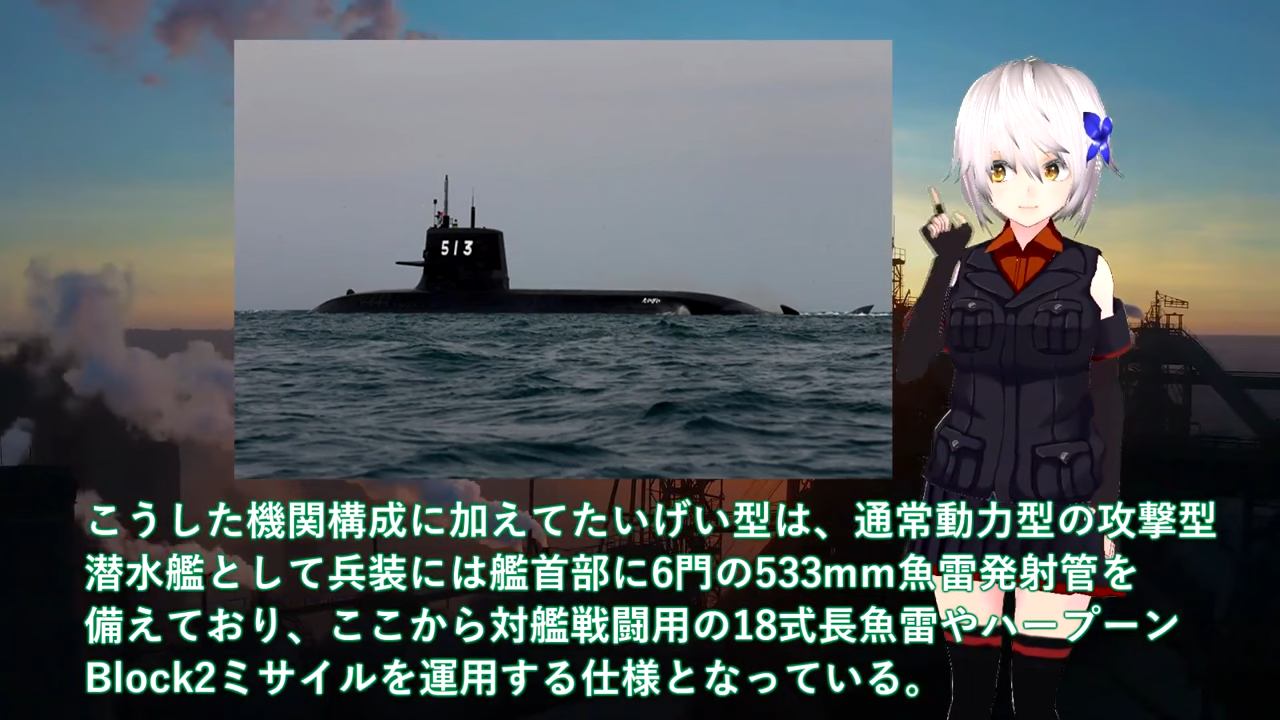 513
たいげい
こうした機関構成に加えてたいげい型は、通常動力型の攻撃型
潜水艦として兵装には艦首部に6門の533mm魚雷発射管を
備えており、ここから対艦戦闘用の18式長魚雷やハープーン
Block2ミサイルを運用する仕様となっている。